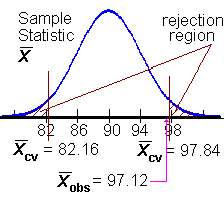 Sample rejection
Statistic region
x̄
82 86 90 94 98
x̄cv = 82.16 x̄cv = 97.84
x̄obs = 97.12